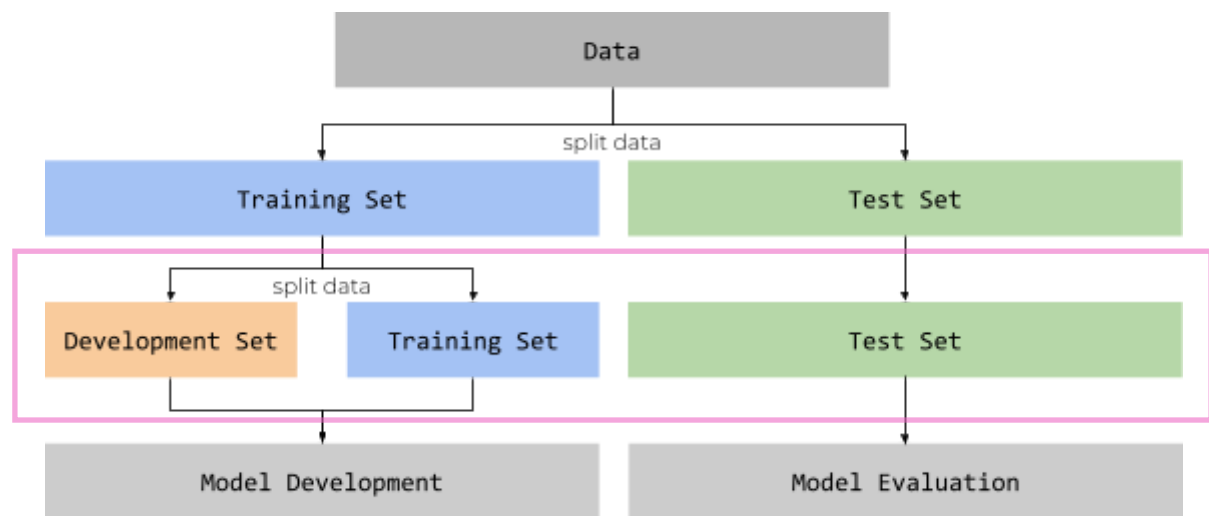 Data
split data
Training Set
Test Set
split data
Development Set
Training Set
Test Set
Model Development
Model Evaluation